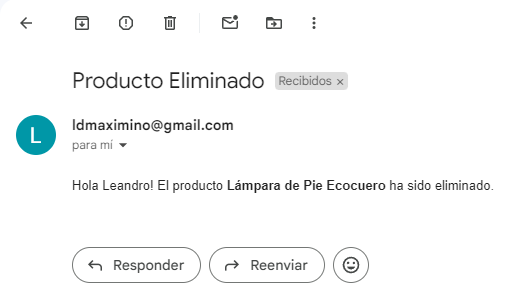 Producto Eliminado Recibidos ×
L
ldmaximino@gmail.com
para mí
Hola Leandro! El producto Lámpara de Pie Ecocuero ha sido eliminado.
Responder Reenviar